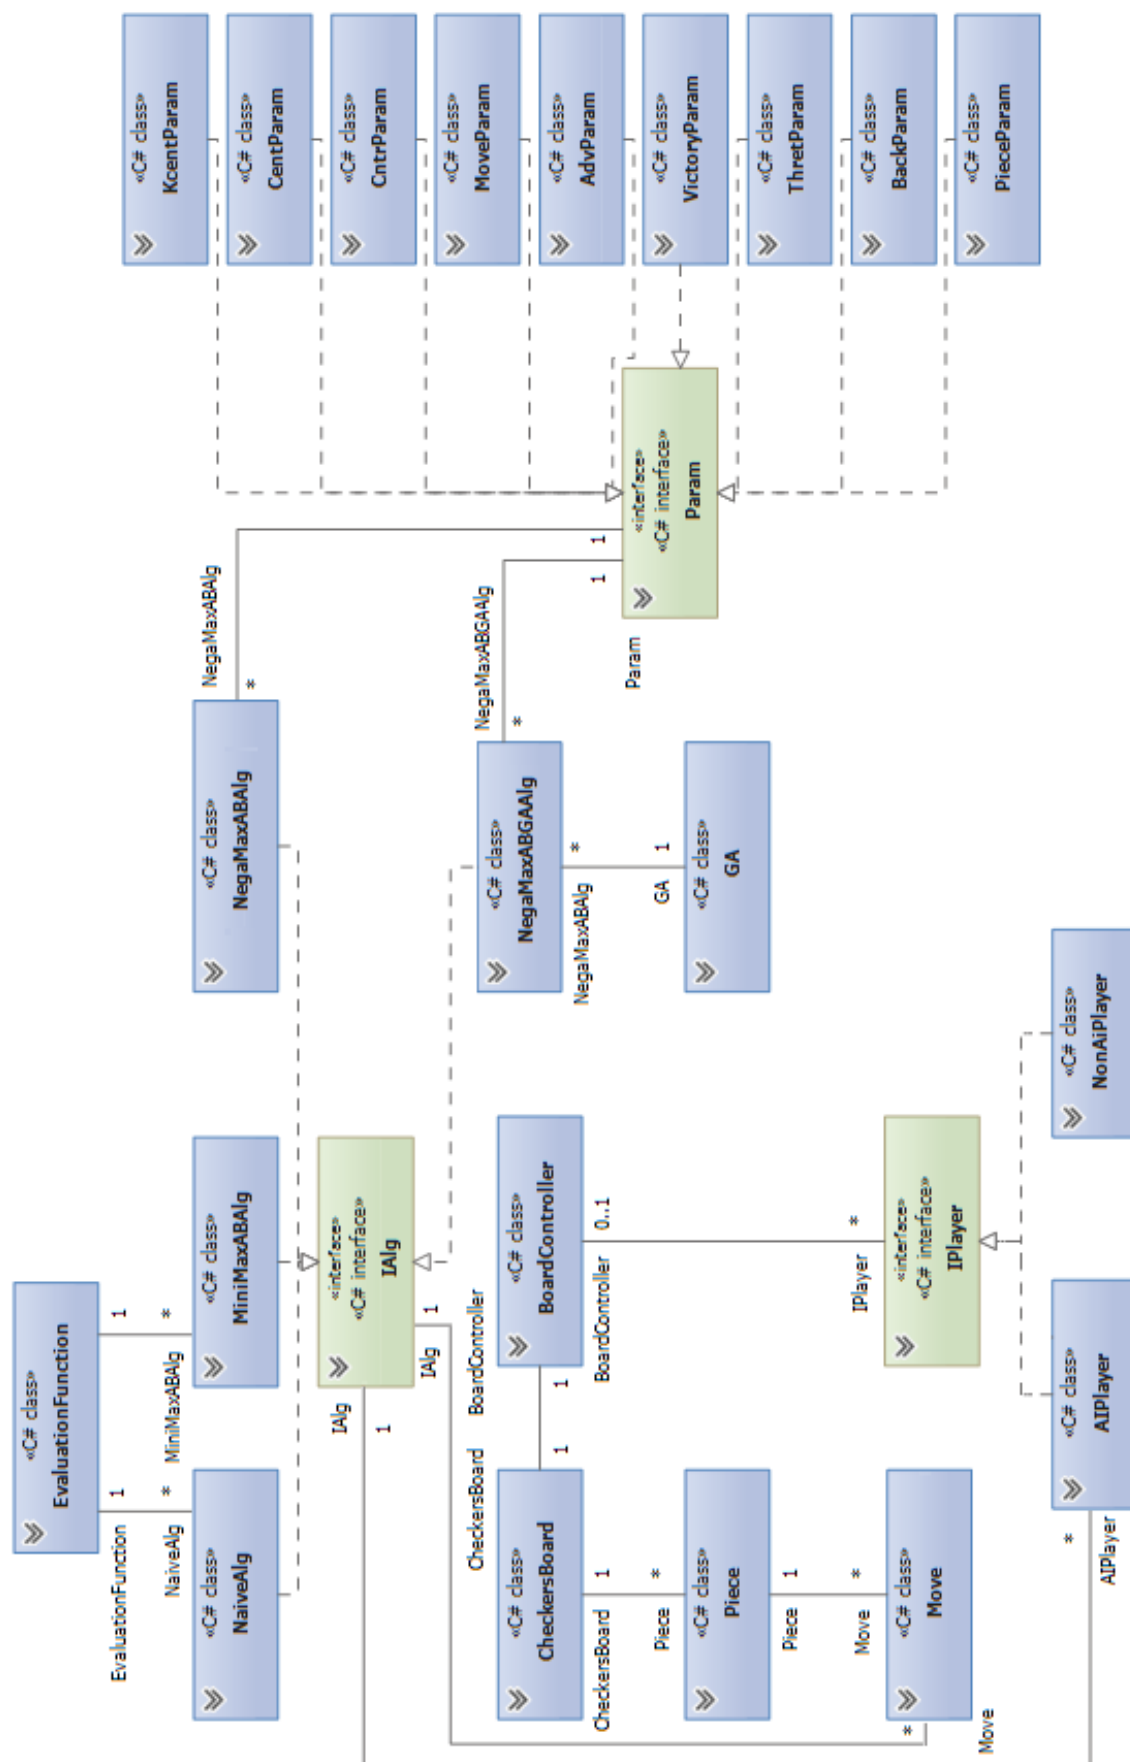 «C# class»
EvaluationFunction
EvaluationFunction
1
1
NaiveAlg
*
MiniMaxABAlg
*
«C# class»
NaiveAlg
«C# class»
MiniMaxABAlg
«C# class»
NegaMaxABAlg
NegaMaxABAlg
*
«C# class»
KcentParam
«C# class»
CentParam
«C# class»
CntrParam
«C# class»
MoveParam
«C# class»
AdvParam
«C# class»
VictoryParam
«C# class»
ThretParam
«C# class»
BackParam
«C# class»
PieceParam
«interface»
«C# interface»
IAlg
IAlg
1
IAlg
1
CheckersBoard
BoardController
«C# class»
CheckersBoard
1
1
«C# class»
BoardController
«C# class»
NegaMaxABGAAlg
NegaMaxABGAAlg
*
1
1
«interface»
«C# interface»
Param
Param
CheckersBoard
1
BoardController
0..1
NegaMaxABAlg
*
Piece
*
GA
1
«C# class»
Piece
«C# class»
GA
Piece
1
Move
*
IPlayer
*
«C# class»
Move
*
Move
«interface»
«C# interface»
IPlayer
«C# class»
AIPlayer
*
AIPlayer
«C# class»
NonAiPlayer